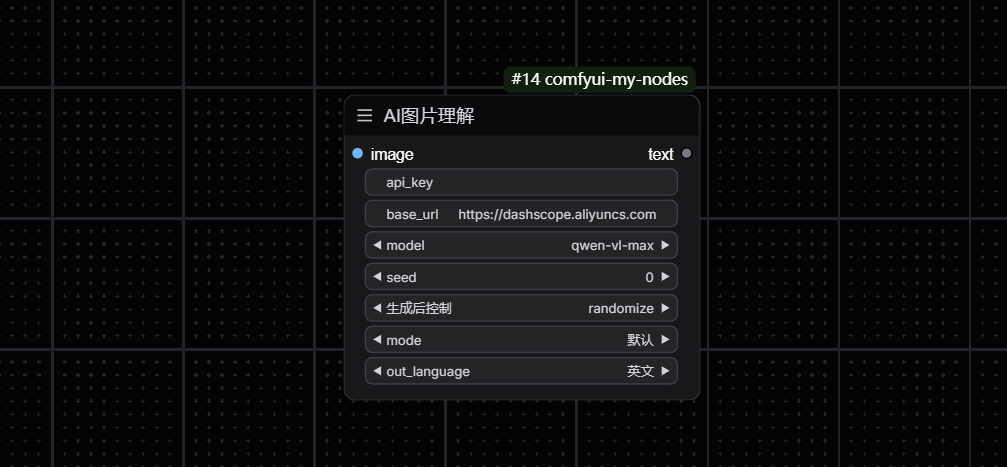 #14 comfyui-my-nodes
AI图片理解
image text
api_key
base_url https://dashscope.aliyuncs.com
model qwen-vl-max
seed 0
生成后控制 randomize
mode 默认
out_language 英文